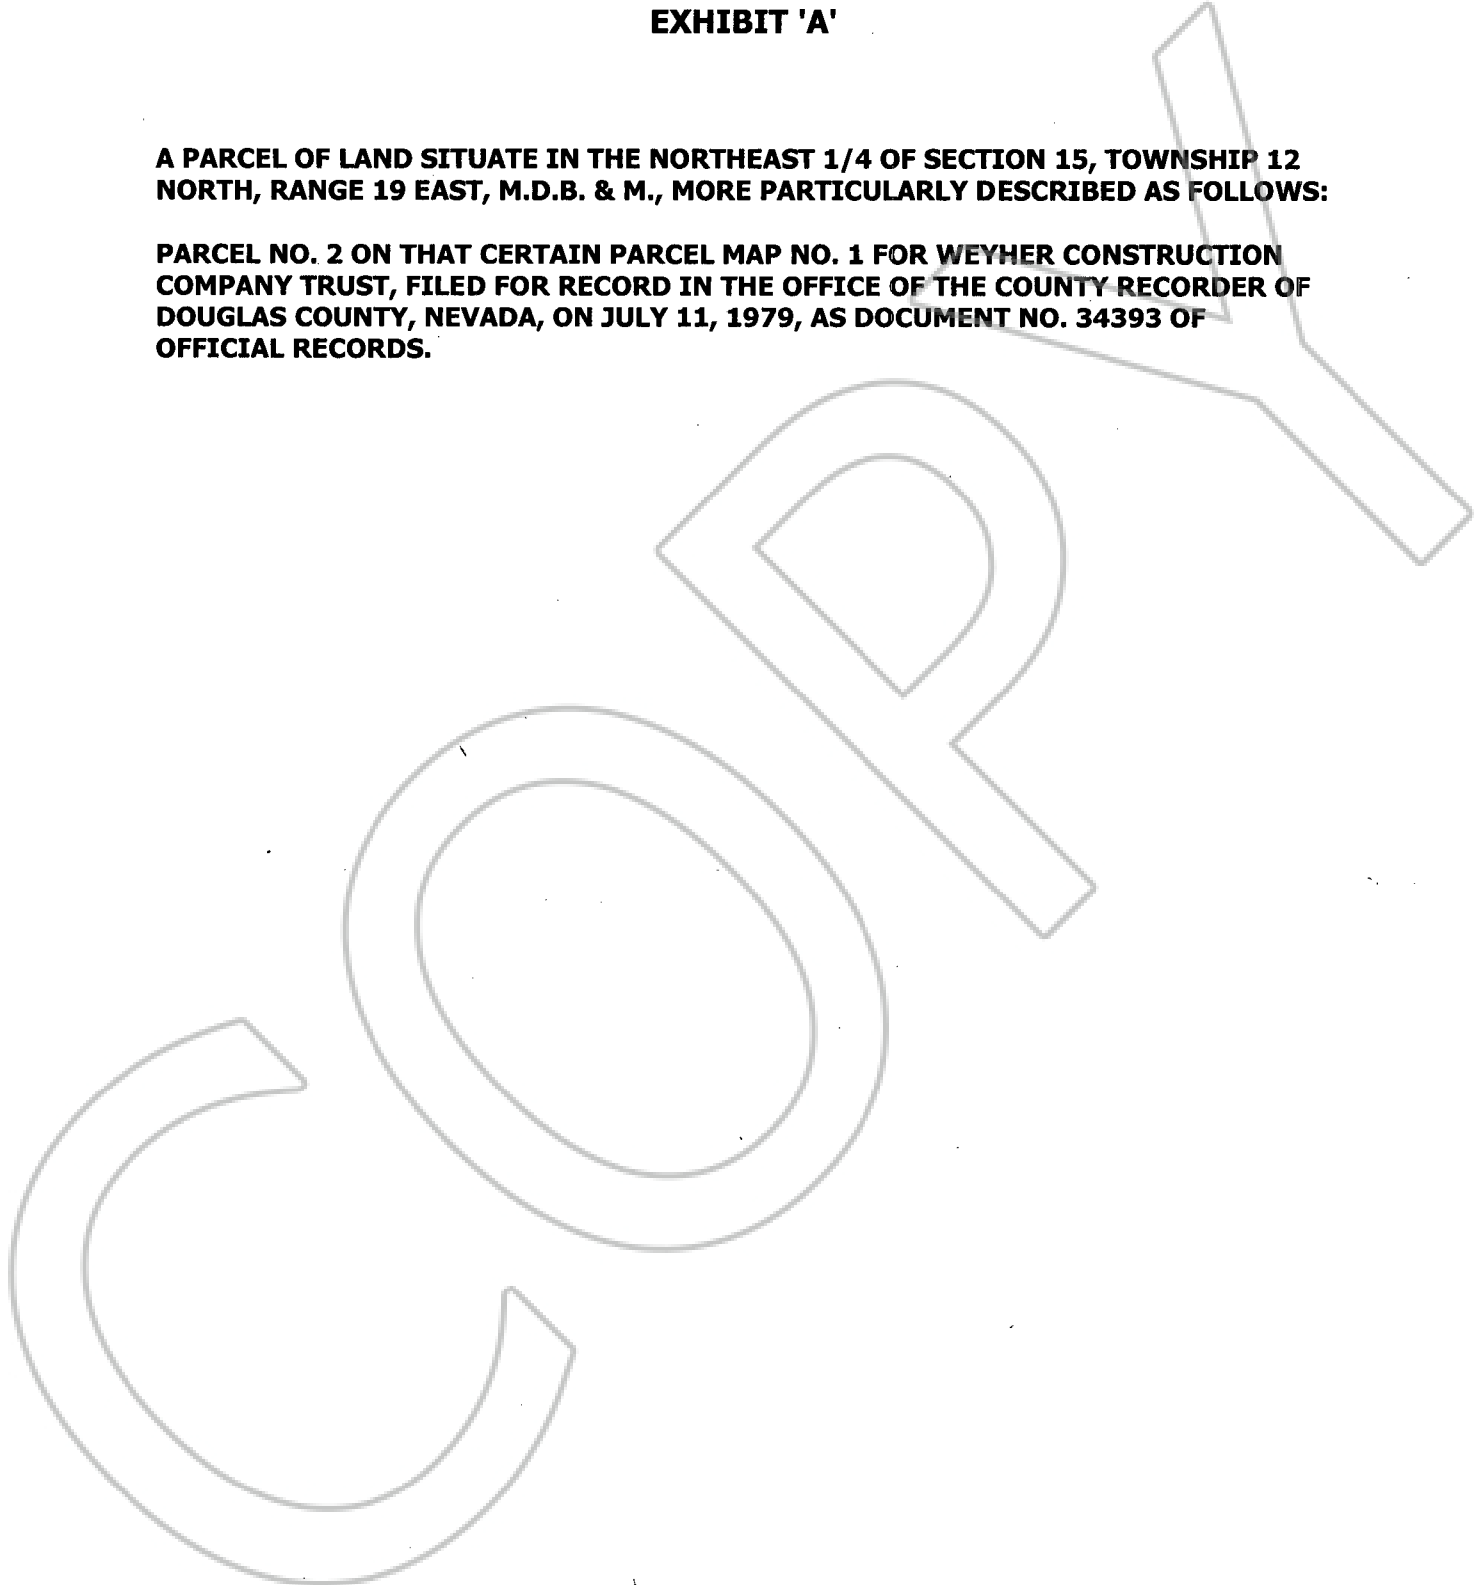 EXHIBIT 'A'
A PARCEL OF LAND SITUATE IN THE NORTHEAST 1/4 OF SECTION 15, TOWNSHIP 12
NORTH, RANGE 19 EAST, M.D.B. & M., MORE PARTICULARLY DESCRIBED AS FOLLOWS:
PARCEL NO. 2 ON THAT CERTAIN PARCEL MAP NO. 1 FOR WEYHER CONSTRUCTION
COMPANY TRUST, FILED FOR RECORD IN THE OFFICE OF THE COUNTY RECORDER OF
DOUGLAS COUNTY, NEVADA, ON JULY 11, 1979, AS DOCUMENT NO. 34393 OF
OFFICIAL RECORDS.
COPY